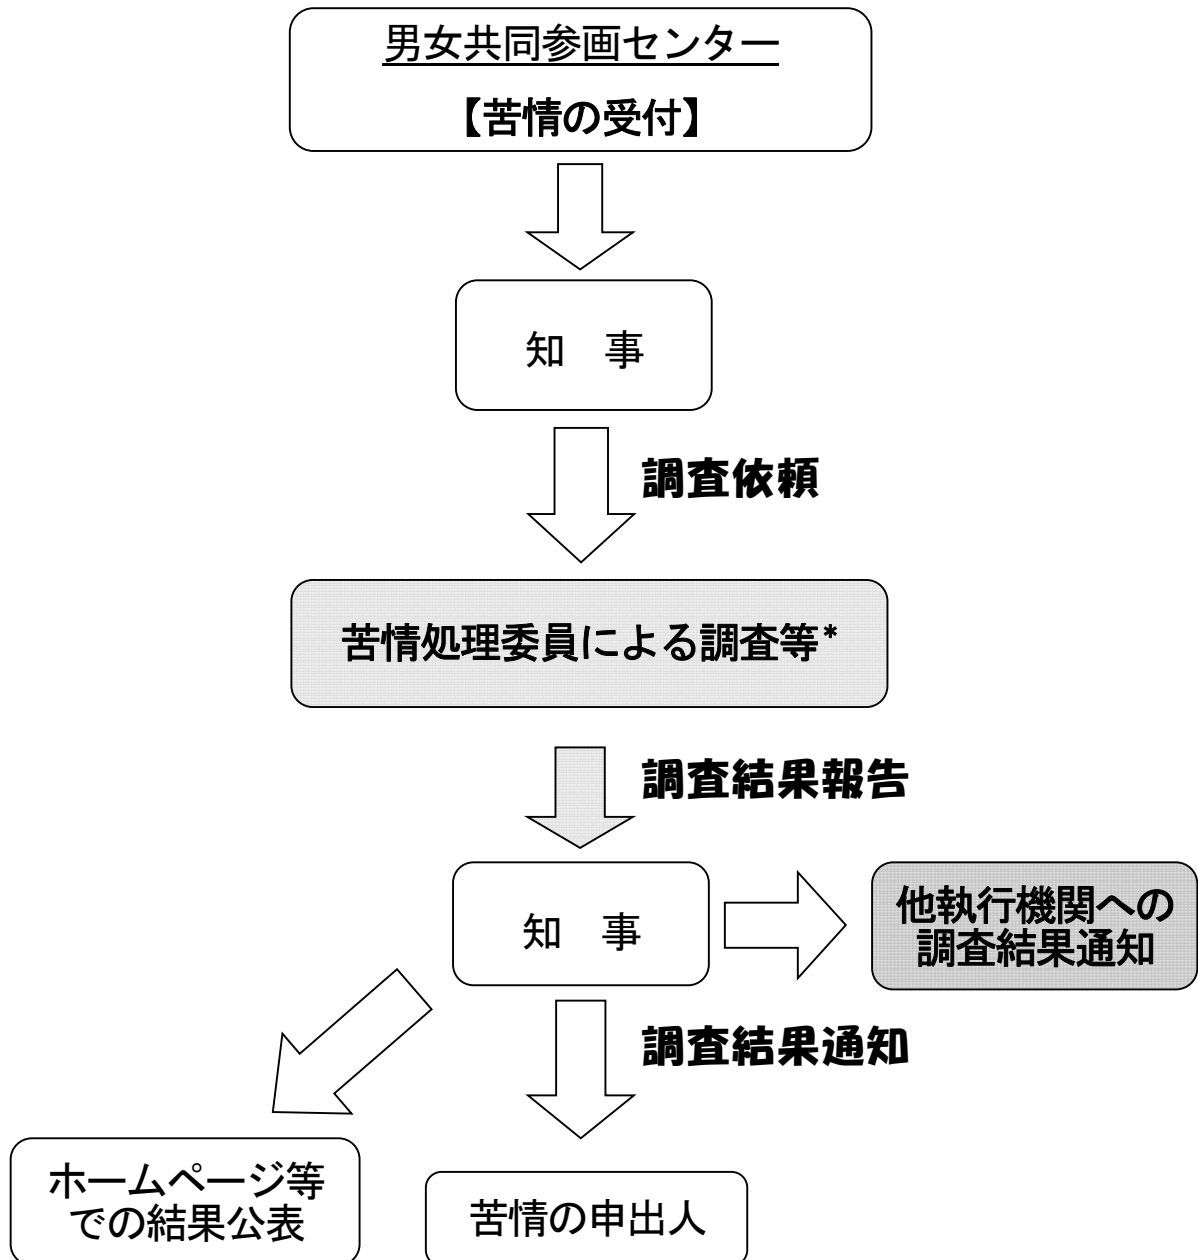 男女共同参画センター
【苦情の受付】
知　事
調査依頼
苦情処理委員による調査等*
調査結果報告
知　事
他執行機関への
調査結果通知
調査結果通知
ホームページ等
での結果公表
苦情の申出人